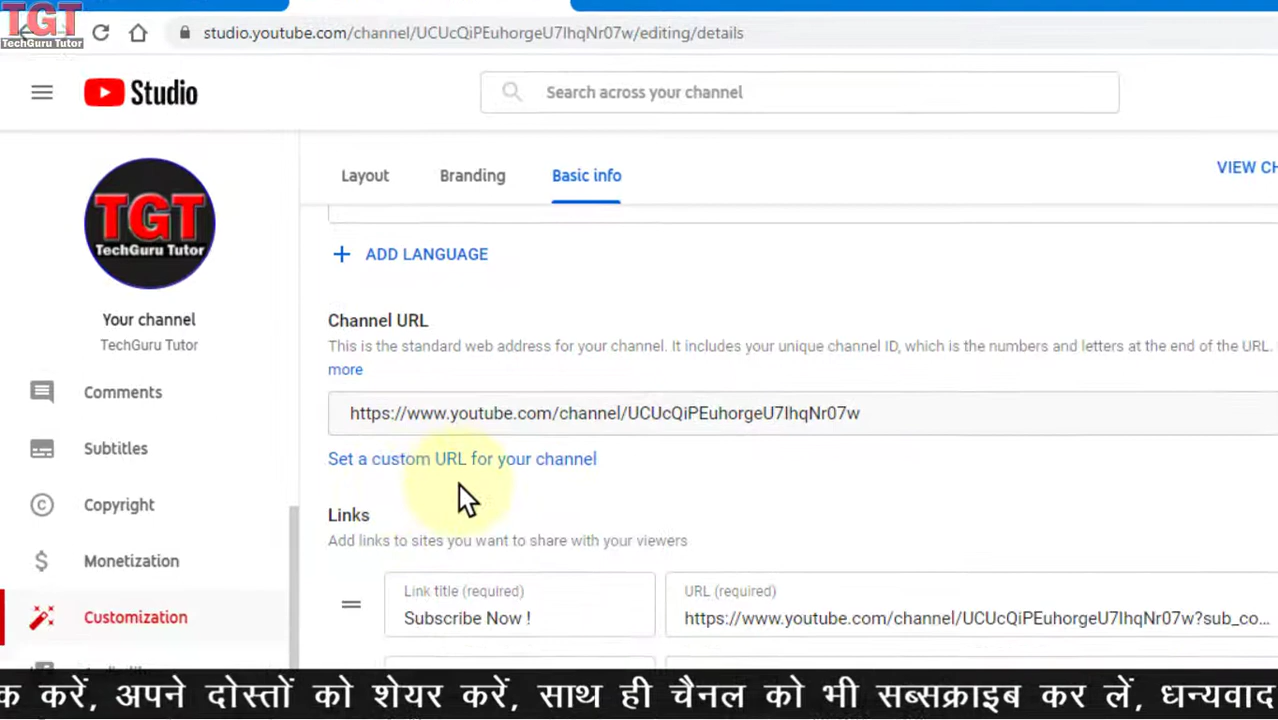 TGT
TechGuru Tutor
studio.youtube.com/channel/UCUcQiPEuhorgeU7IhqNr07w/editing/details
Studio
Search across your channel
Layout Branding Basic info VIEW CH
TGT
TechGuru Tutor
ADD LANGUAGE
Your channel
TechGuru Tutor
Channel URL
This is the standard web address for your channel. It includes your unique channel ID, which is the numbers and letters at the end of the URL.
more
https://www.youtube.com/channel/UCUcQiPEuhorgeU7IhqNr07w
Set a custom URL for your channel
Comments
Subtitles
Copyright
Monetization
Customization
Links
Add links to sites you want to share with your viewers
Link title (required) URL (required)
Subscribe Now ! https://www.youtube.com/channel/UCUcQiPEuhorgeU7IhqNr07w?sub_co...
क करें, अपने दोस्तों को शेयर करें, साथ ही चैनल को भी सब्सक्राइब कर लें, धन्यवाद